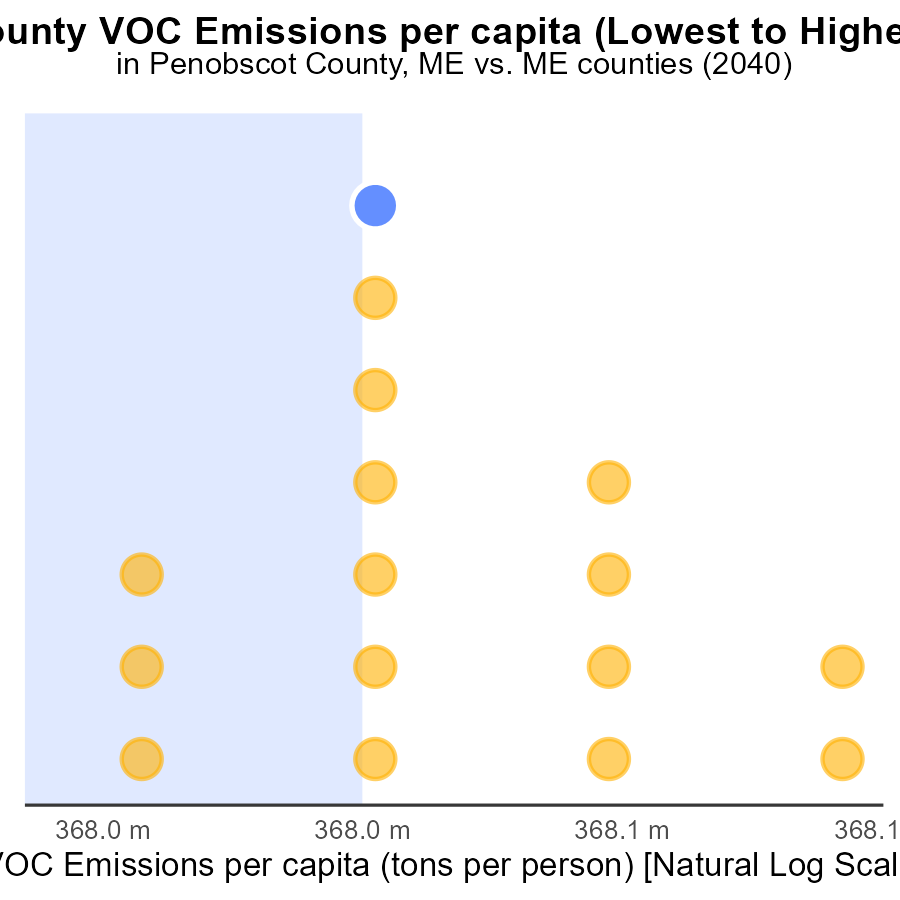 ounty VOC Emissions per capita (Lowest to Highe
in Penobscot County, ME vs. ME counties (2040)
368.0 m 368.0 m 368.1 m 368.1
VOC Emissions per capita (tons per person) [Natural Log Scal